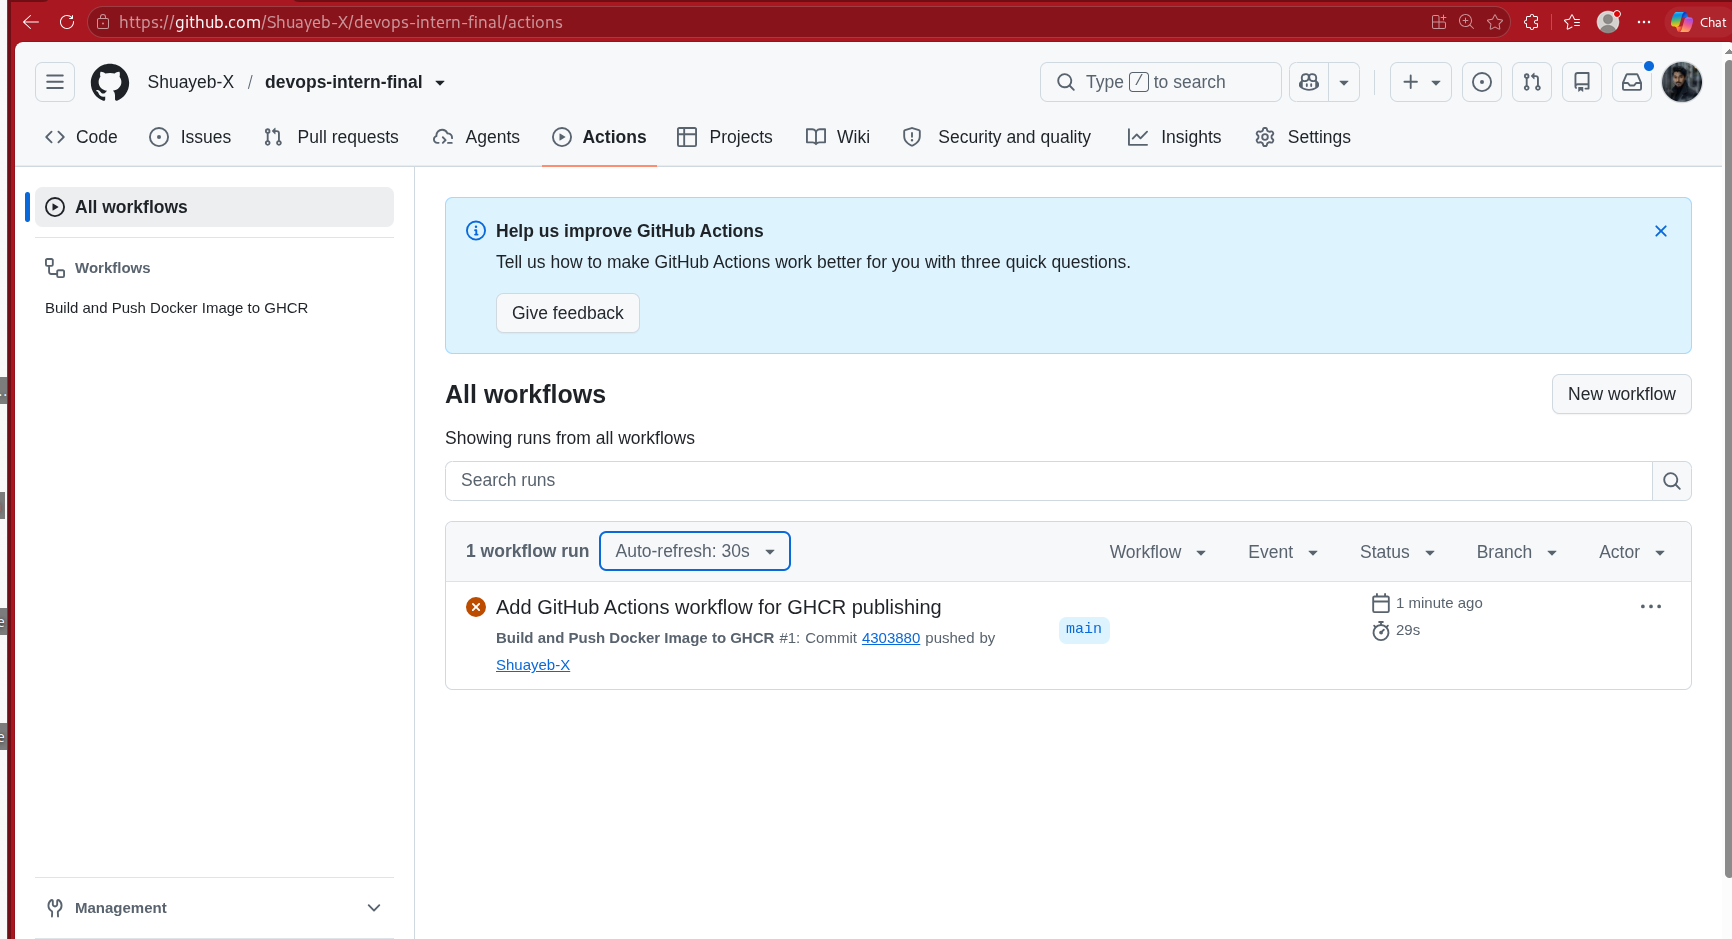 https://github.com/Shuayeb-X/devops-intern-final/actions
Chat
Shuayeb-X / devops-intern-final
Type / to search
Code
Issues
Pull requests
Agents
Actions
Projects
Wiki
Security and quality
Insights
Settings
All workflows
Workflows
Build and Push Docker Image to GHCR
Management
Help us improve GitHub Actions
Tell us how to make GitHub Actions work better for you with three quick questions.
Give feedback
All workflows
New workflow
Showing runs from all workflows
Search runs
1 workflow run
Auto-refresh: 30s
Workflow
Event
Status
Branch
Actor
Add GitHub Actions workflow for GHCR publishing
Build and Push Docker Image to GHCR #1: Commit 4303880 pushed by
Shuayeb-X
main
1 minute ago
29s